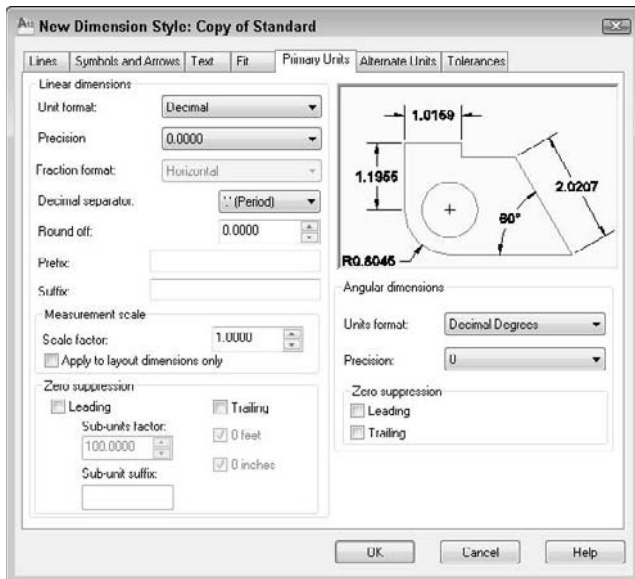 New Dimension Style: Copy of Standard
Lines Symbols and Arrows Text Fit Primary Units Alternate Units Tolerances
Linear dimensions
Unit format: Decimal
Precision 0.0000
Fraction format: Horizontal
Decimal separator: '.' (Period)
Round off: 0.0000
Prefix:
Suffix:
Measurement scale
Scale factor: 1.0000
Apply to layout dimensions only
Zero suppression
Leading Trailing
Sub-units factor: 0 feet
100.0000
0 inches
Sub-unit suffix:
1.0159
1.1955
2.0207
60°
R0.8045
Angular dimensions
Units format: Decimal Degrees
Precision: 0
Zero suppression
Leading
Trailing
OK Cancel Help